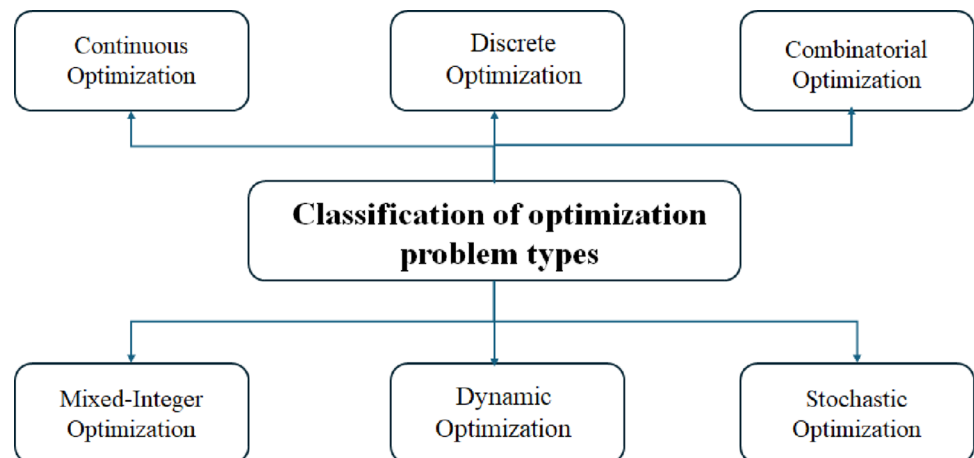 Continuous
Optimization
Discrete
Optimization
Combinatorial
Optimization
Classification of optimization
problem types
Mixed-Integer
Optimization
Dynamic
Optimization
Stochastic
Optimization